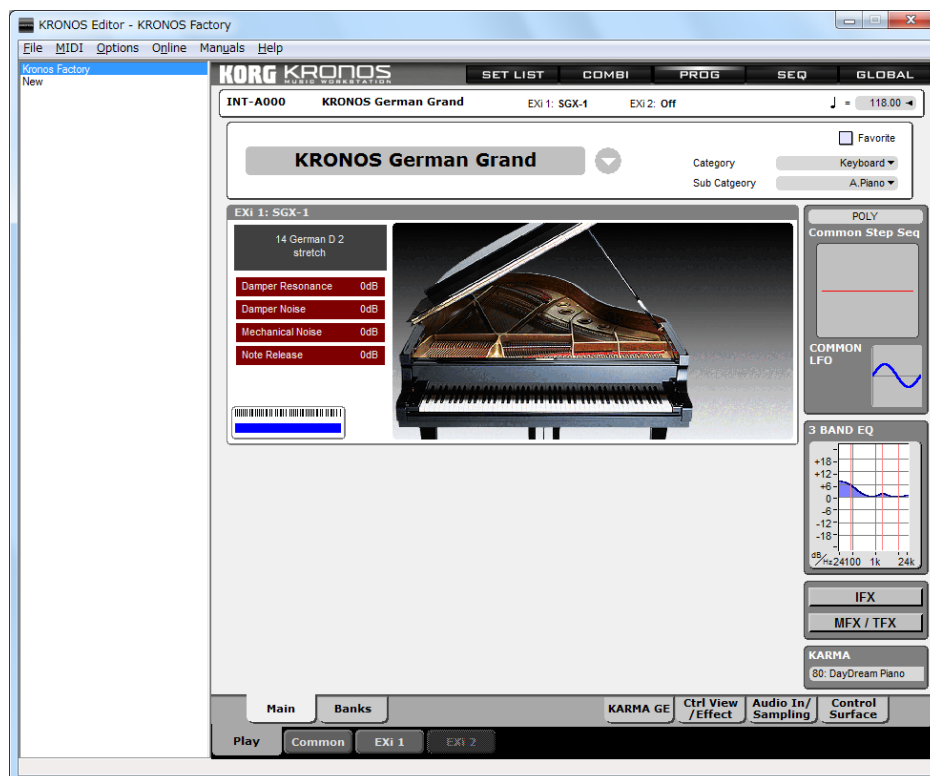 KRONOS Editor - KRONOS Factory
File MIDI Options Online Manuals Help
Kronos Factory
New
KORG KRONOS
MUSIC WORKSTATION
SET LIST COMBI PROG SEQ GLOBAL
INT-A000 KRONOS German Grand EXi 1: SGX-1 EXi 2: Off ♩ = 118.00
Favorite
KRONOS German Grand
Category Keyboard
Sub Catgeory A.Piano
EXi 1: SGX-1
14 German D 2
stretch
Damper Resonance 0dB
Damper Noise 0dB
Mechanical Noise 0dB
Note Release 0dB
POLY
Common Step Seq
COMMON
LFO
3 BAND EQ
+18
+12
+6
0
-6
-12
-18
dB/Hz 24 100 1k 24k
IFX
MFX / TFX
KARMA
80: DayDream Piano
Main Banks KARMA GE Ctrl View /Effect Audio In/ Sampling Control Surface
Play Common EXi 1 EXi 2